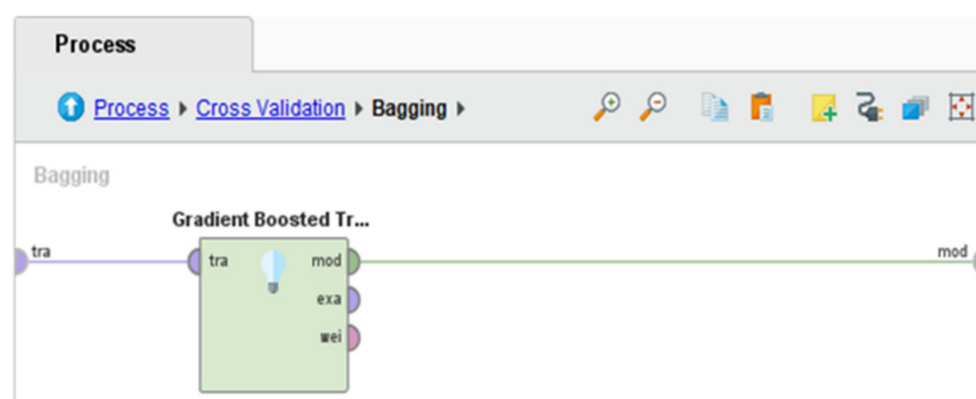 Process
Process Cross Validation Bagging
Bagging
Gradient Boosted Tr...
tra
tra mod
mod
exa
wei